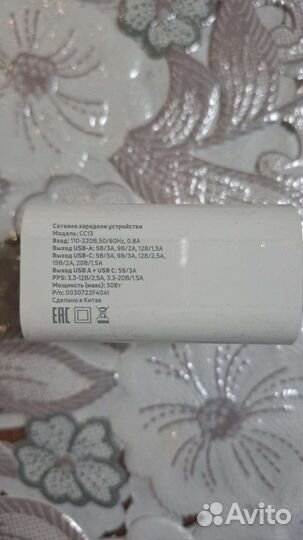 Сетевое зарядное устройство
Модель: CC13
Вход: 110-220В,50/60Hz, 0.8А
Выход USB-A: 5В/3А, 9В/2А, 12В/1,5А
Выход USB-C: 5В/3А, 9В/3А, 12В/2,5А,
15В/2А, 20В/1,5А
Выход USB A + USB C: 5В/3А
PPS: 3,3-12В/2.5А, 3.3-20В/1.5А
Мощность (макс): 30Вт
P/n: 0030722F4041
Сделано в Китае
EAC
Avito